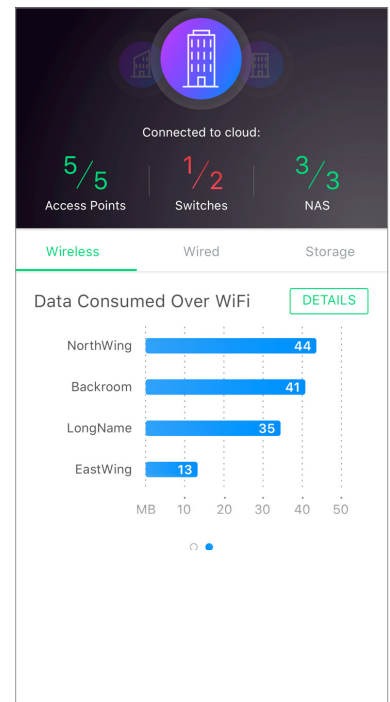 Connected to cloud:
5/5 1/2 3/3
Access Points Switches NAS
Wireless Wired Storage
Data Consumed Over WiFi DETAILS
NorthWing 44
Backroom 41
LongName 35
EastWing 13
MB 10 20 30 40 50